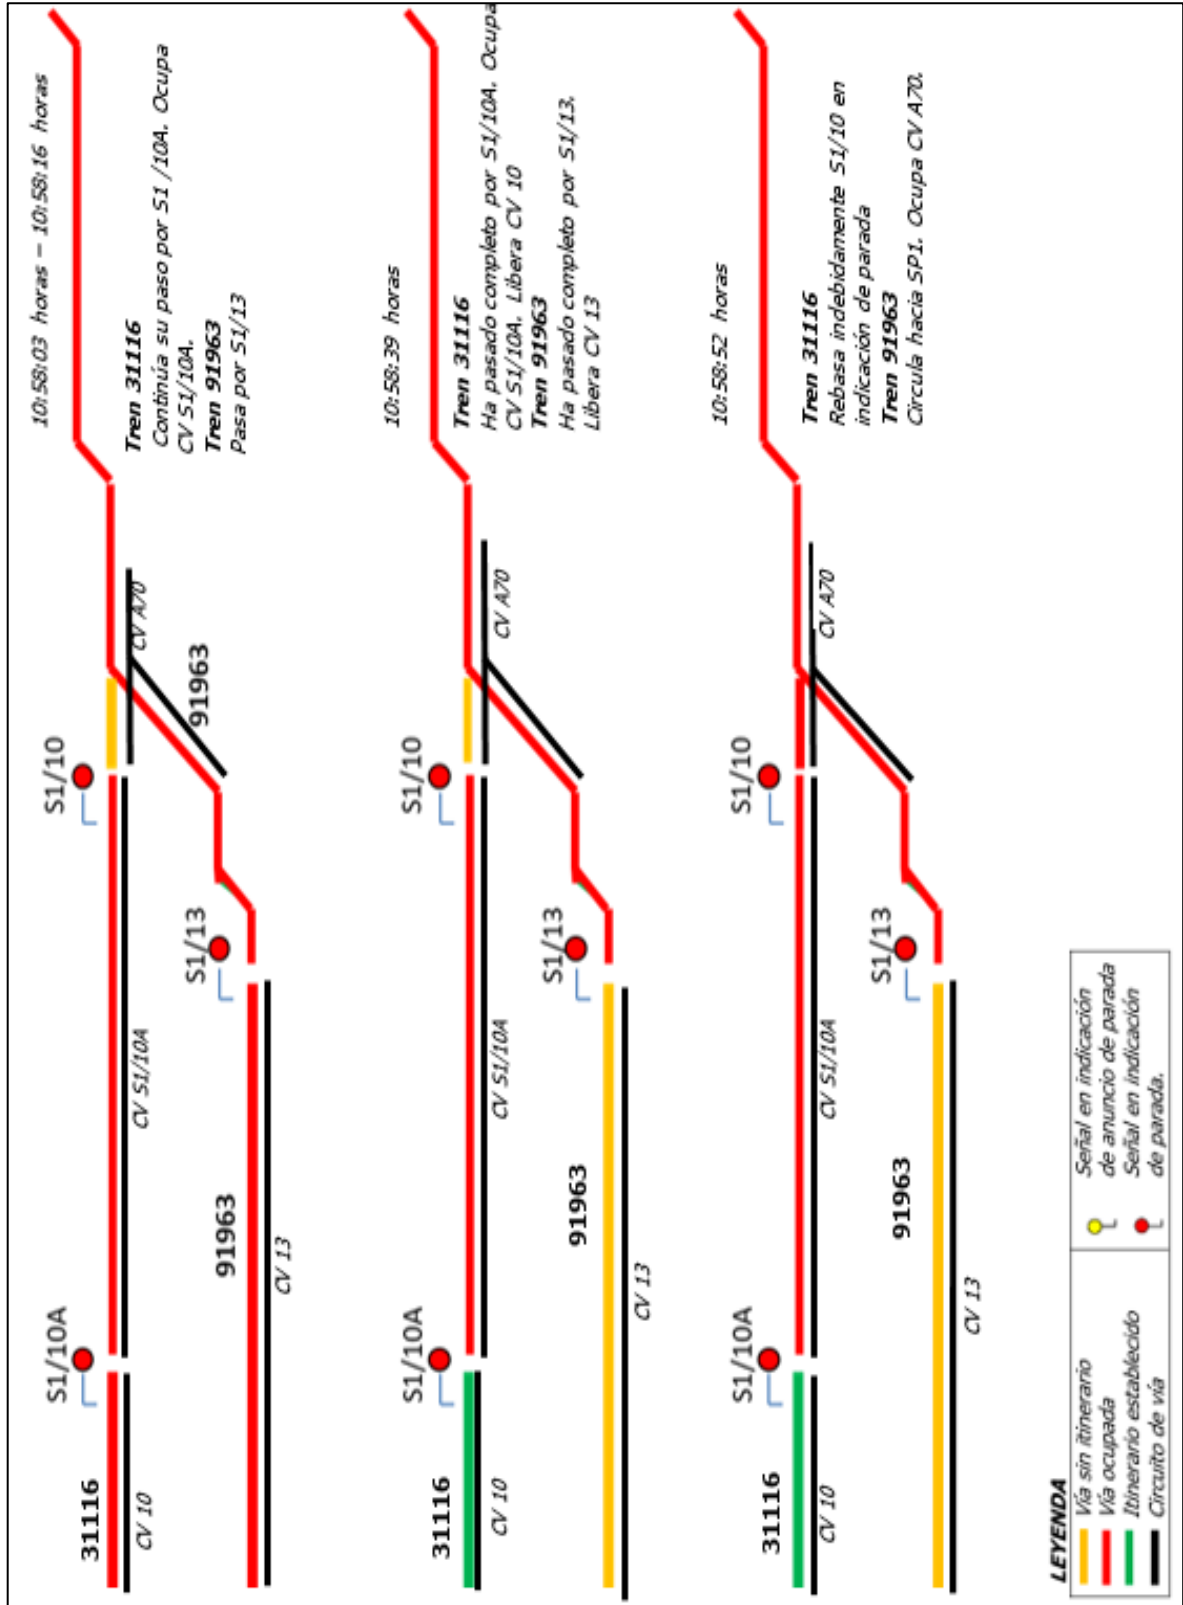 10:58:03 horas – 10:58:16 horas
Tren 31116
Continúa su paso por S1 /10A. Ocupa
CV S1/10A.
Tren 91963
Pasa por S1/13
S1/10A
S1/10
S1/13
31116
CV 10
CV S1/10A
CV A70
91963
91963
CV 13
10:58:39 horas
Tren 31116
Ha pasado completo por S1/10A. Ocupa
CV S1/10A. Libera CV 10
Tren 91963
Ha pasado completo por S1/13.
Libera CV 13
S1/10A
S1/10
S1/13
31116
CV 10
CV S1/10A
CV A70
91963
CV 13
10:58:52 horas
Tren 31116
Rebasa indebidamente S1/10 en
indicación de parada
Tren 91963
Circula hacia SP1. Ocupa CV A70.
S1/10A
S1/10
S1/13
31116
CV 10
CV S1/10A
CV A70
91963
CV 13
LEYENDA
Vía sin itinerario
Vía ocupada
Itinerario establecido
Circuito de vía
Señal en indicación
de anuncio de parada
Señal en indicación
de parada.